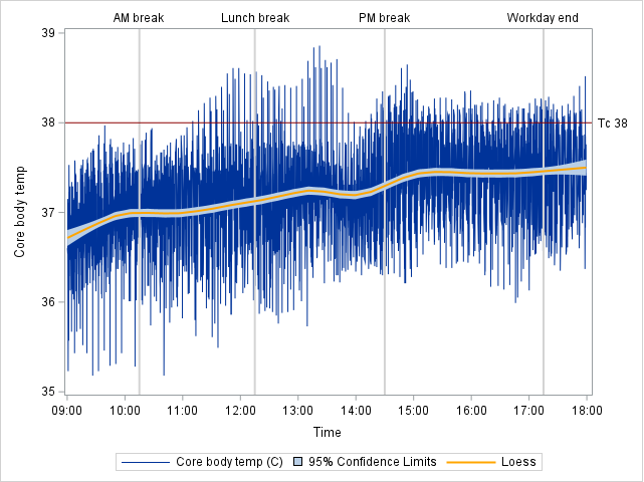 AM break Lunch break PM break Workday end
39
38
37
36
35
Tc 38
Core body temp
09:00 10:00 11:00 12:00 13:00 14:00 15:00 16:00 17:00 18:00
Time
Core body temp (C) 95% Confidence Limits Loess